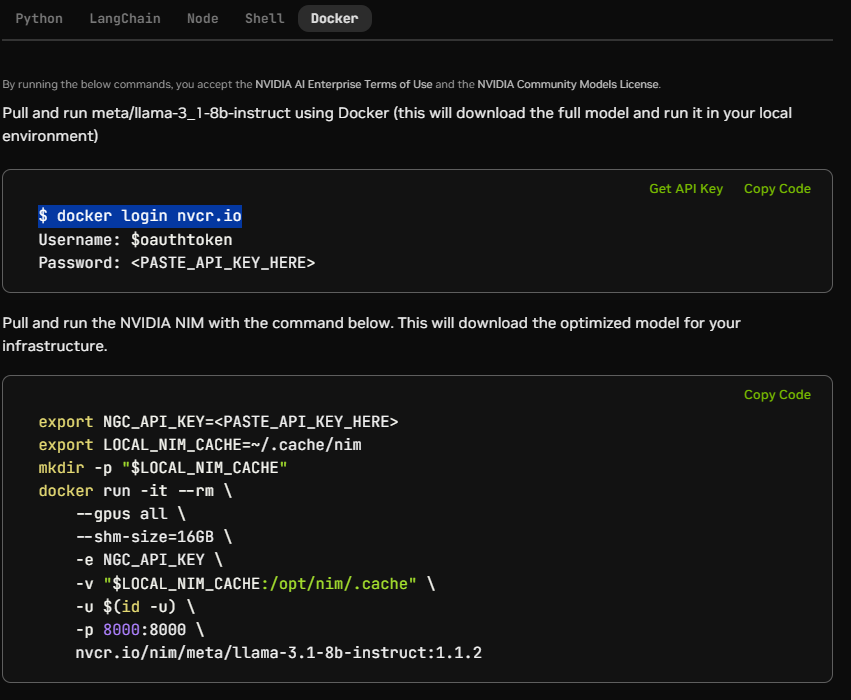 Python LangChain Node Shell Docker
By running the below commands, you accept the NVIDIA AI Enterprise Terms of Use and the NVIDIA Community Models License.
Pull and run meta/llama-3_1-8b-instruct using Docker (this will download the full model and run it in your local
environment)
Get API Key Copy Code
$ docker login nvcr.io
Username: $oauthtoken
Password: <PASTE_API_KEY_HERE>
Pull and run the NVIDIA NIM with the command below. This will download the optimized model for your
infrastructure.
Copy Code
export NGC_API_KEY=<PASTE_API_KEY_HERE>
export LOCAL_NIM_CACHE=~/.cache/nim
mkdir -p "$LOCAL_NIM_CACHE"
docker run -it --rm \
--gpus all \
--shm-size=16GB \
-e NGC_API_KEY \
-v "$LOCAL_NIM_CACHE:/opt/nim/.cache" \
-u $(id -u) \
-p 8000:8000 \
nvcr.io/nim/meta/llama-3.1-8b-instruct:1.1.2